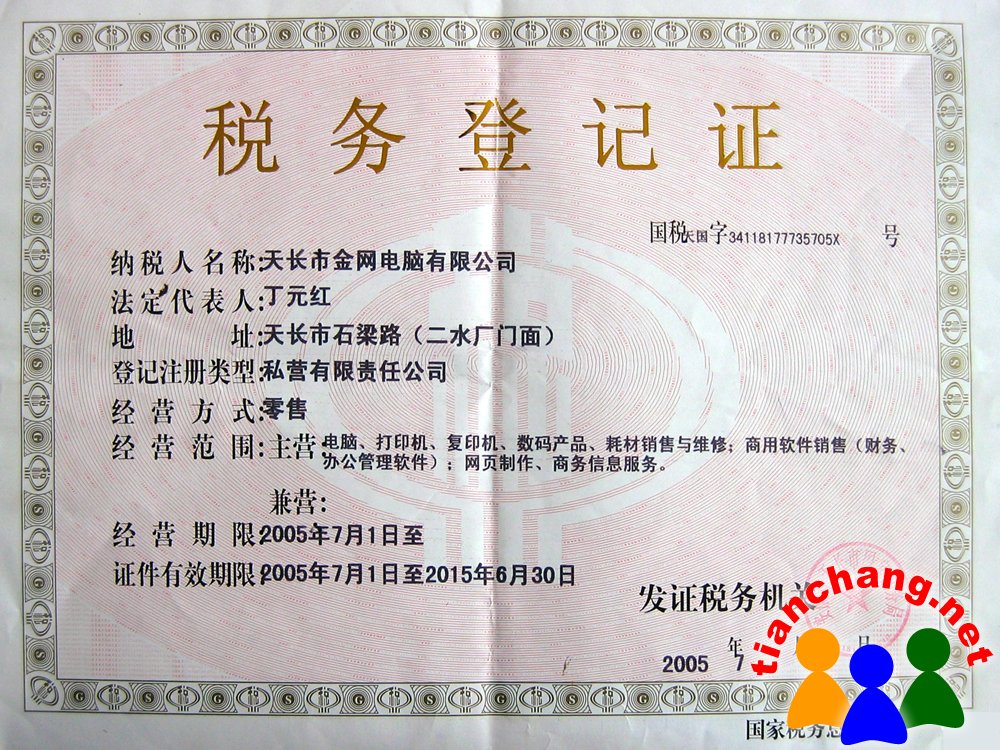 税务登记证
国税天国字34118177735705X 号
纳税人名称:天长市金网电脑有限公司
法定代表人:丁元红
地址:天长市石梁路（二水厂门面）
登记注册类型:私营有限责任公司
经营方式:零售
经营范围:主营:电脑、打印机、复印机、数码产品、耗材销售与维修；商用软件销售（财务、
办公管理软件）；网页制作、商务信息服务。
兼营:
经营期限:2005年7月1日至
证件有效期限:2005年7月1日至2015年6月30日
发证税务机关
年 日
2005 7
国家税务总
tianchang.net